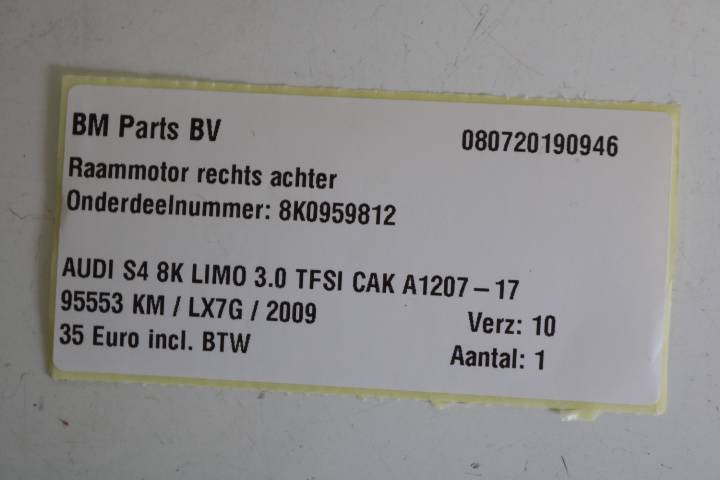 BM Parts BV 080720190946
Raammotor rechts achter
Onderdeelnummer: 8K0959812
AUDI S4 8K LIMO 3.0 TFSI CAK A1207-17
95553 KM / LX7G / 2009 Verz: 10
35 Euro incl. BTW Aantal: 1